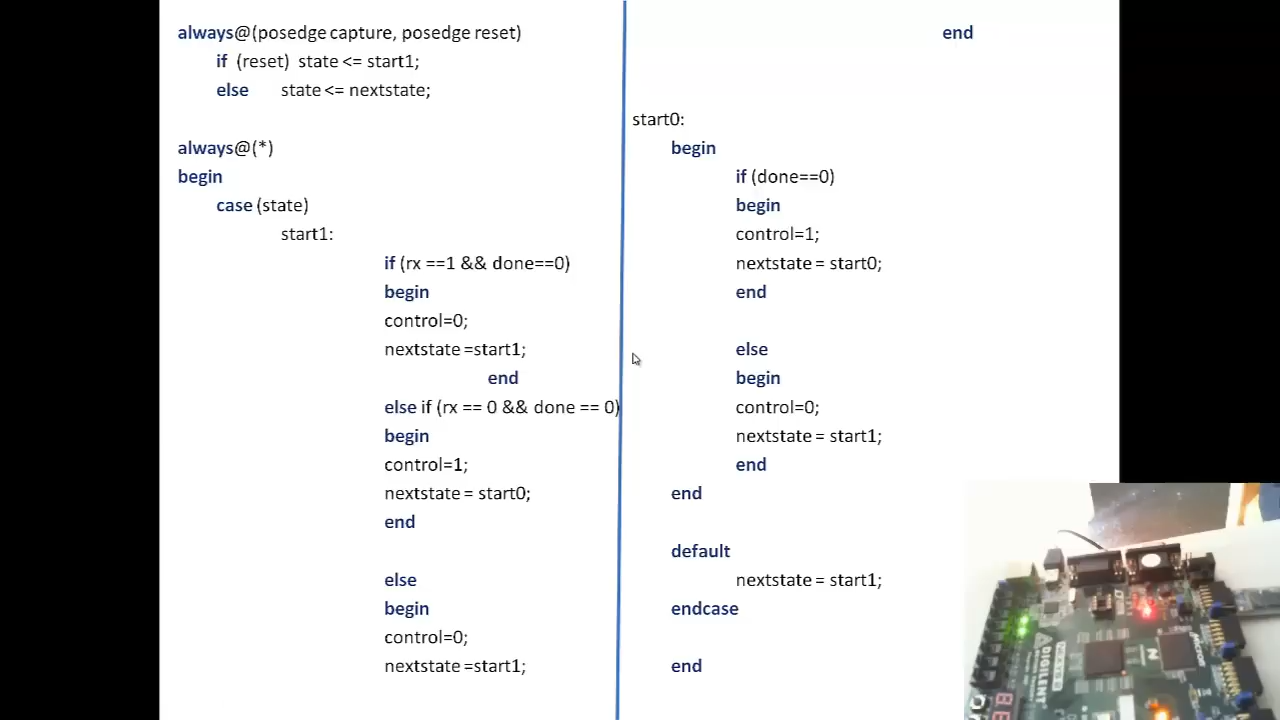 always@(posedge capture, posedge reset)
if (reset) state <= start1;
else state <= nextstate;
always@(*)
begin
case (state)
start1:
if (rx ==1 && done==0)
begin
control=0;
nextstate =start1;
end
else if (rx == 0 && done == 0)
begin
control=1;
nextstate = start0;
end
else
begin
control=0;
nextstate =start1;
end
start0:
begin
if (done==0)
begin
control=1;
nextstate = start0;
end
else
begin
control=0;
nextstate = start1;
end
end
default
nextstate = start1;
endcase
end
DIGILENT